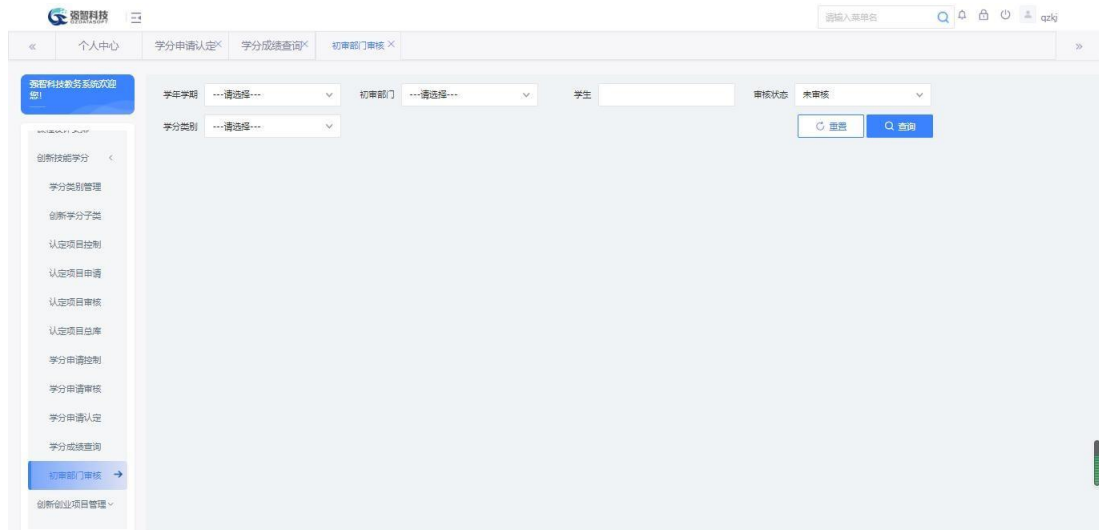 强智科技
QZDATASOFT
请输入菜单名
qzkj
个人中心
学分申请认定
学分成绩查询
初审部门审核
强智科技教务系统欢迎您!
学年学期 ---请选择---
初审部门 ---请选择---
学生
审核状态 未审核
学分类别 ---请选择---
重置
查询
创新技能学分
学分类别管理
创新学分子类
认定项目控制
认定项目申请
认定项目审核
认定项目总库
学分申请控制
学分申请审核
学分申请认定
学分成绩查询
初审部门审核
创新创业项目管理